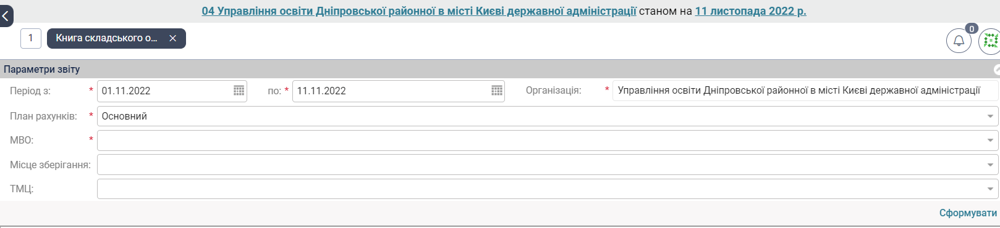 04 Управління освіти Дніпровської районної в місті Києві державної адміністрації станом на 11 листопада 2022 р.
1 Книга складського о... 0
Параметри звіту
Період з: * 01.11.2022 по: * 11.11.2022 Організація: * Управління освіти Дніпровської районної в місті Києві державної адміністрації
План рахунків: * Основний
МВО: *
Місце зберігання:
ТМЦ:
Сформувати